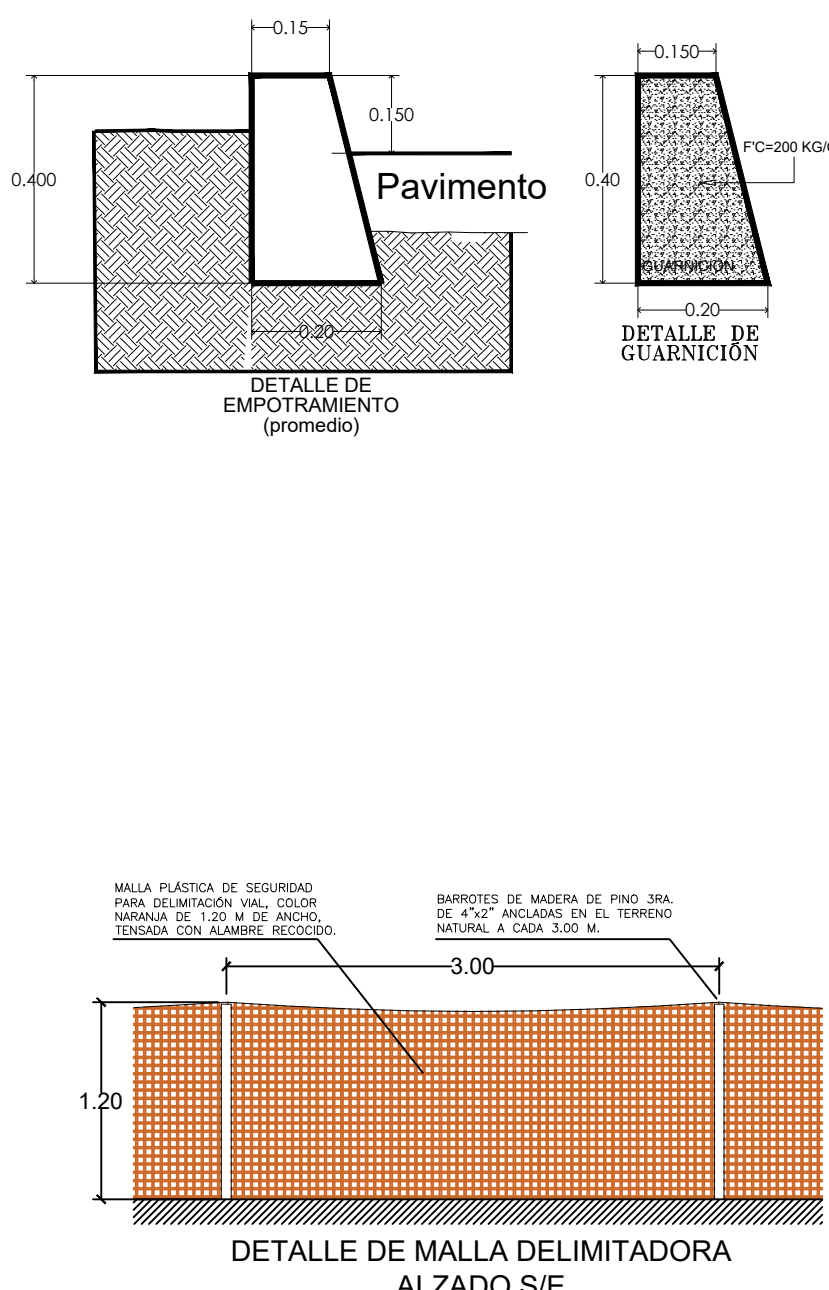 0.15
0.400
0.150
Pavimento
0.20
DETALLE DE
EMPOTRAMIENTO
(promedio)
0.150
0.40
F'C=200 KG/
GUARNICIÓN
0.20
DETALLE DE
GUARNICIÓN
MALLA PLÁSTICA DE SEGURIDAD
PARA DELIMITACIÓN VIAL, COLOR
NARANJA DE 1.20 M DE ANCHO,
TENSADA CON ALAMBRE RECOCIDO.
BARROTES DE MADERA DE PINO 3RA.
DE 4"x2" ANCLADAS EN EL TERRENO
NATURAL A CADA 3.00 M.
3.00
1.20
DETALLE DE MALLA DELIMITADORA
ALZADO S/E